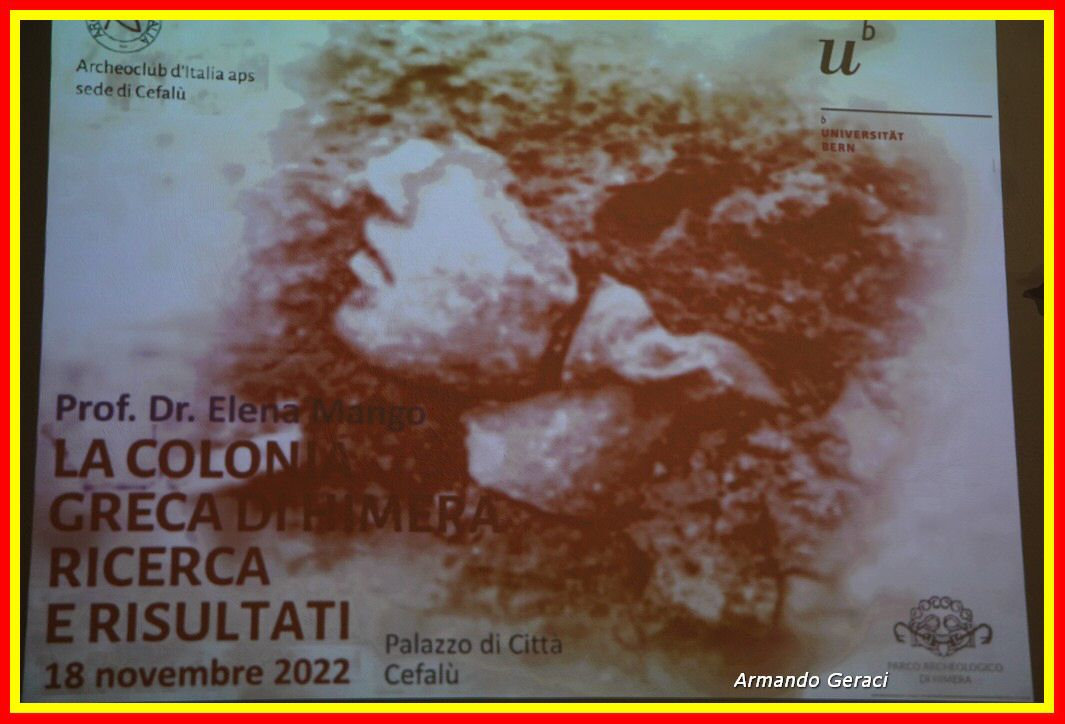 Archeoclub d'Italia aps
sede di Cefalù
u
b
b
UNIVERSITÄT
BERN
Prof. Dr. Elena Mango
LA COLONIA
GRECA DI HIMERA
RICERCA
E RISULTATI
18 novembre 2022
Palazzo di Città
Cefalù
PARCO ARCHEOLOGICO
DI HIMERA
Armando Geraci